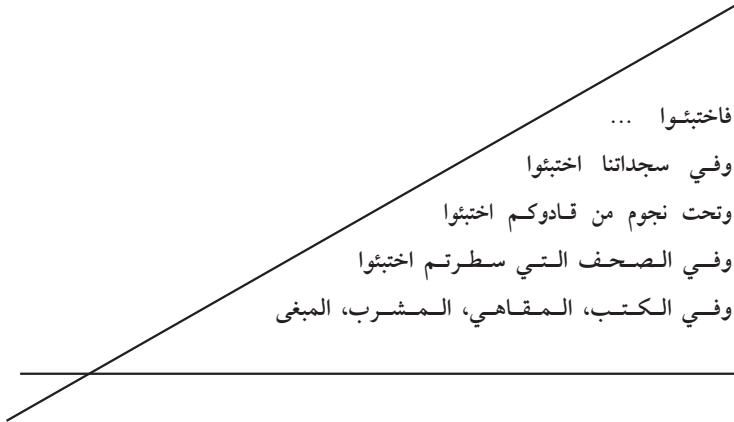 فاختبئوا ...
وفي سجداتنا اختبئوا
وتحت نجوم من قادوكم اختبئوا
وفي الصحف التي سطرتم اختبئوا
وفي الكتب، المقاهي، المشرب، المبغى